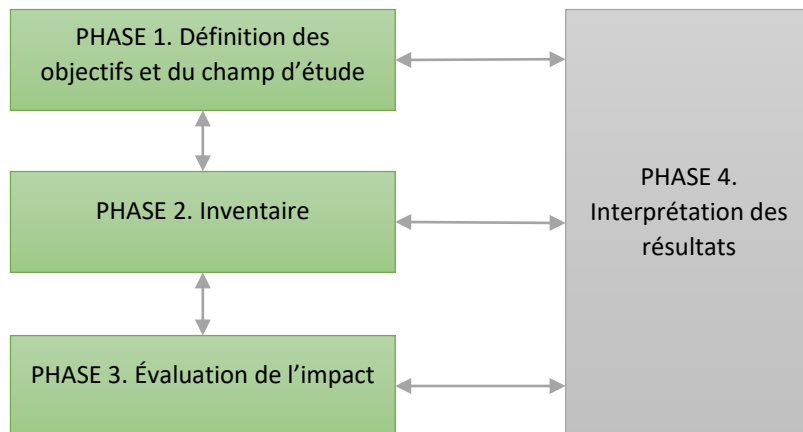 PHASE 1. Définition des
objectifs et du champ d’étude
PHASE 2. Inventaire
PHASE 3. Évaluation de l’impact
PHASE 4.
Interprétation des
résultats